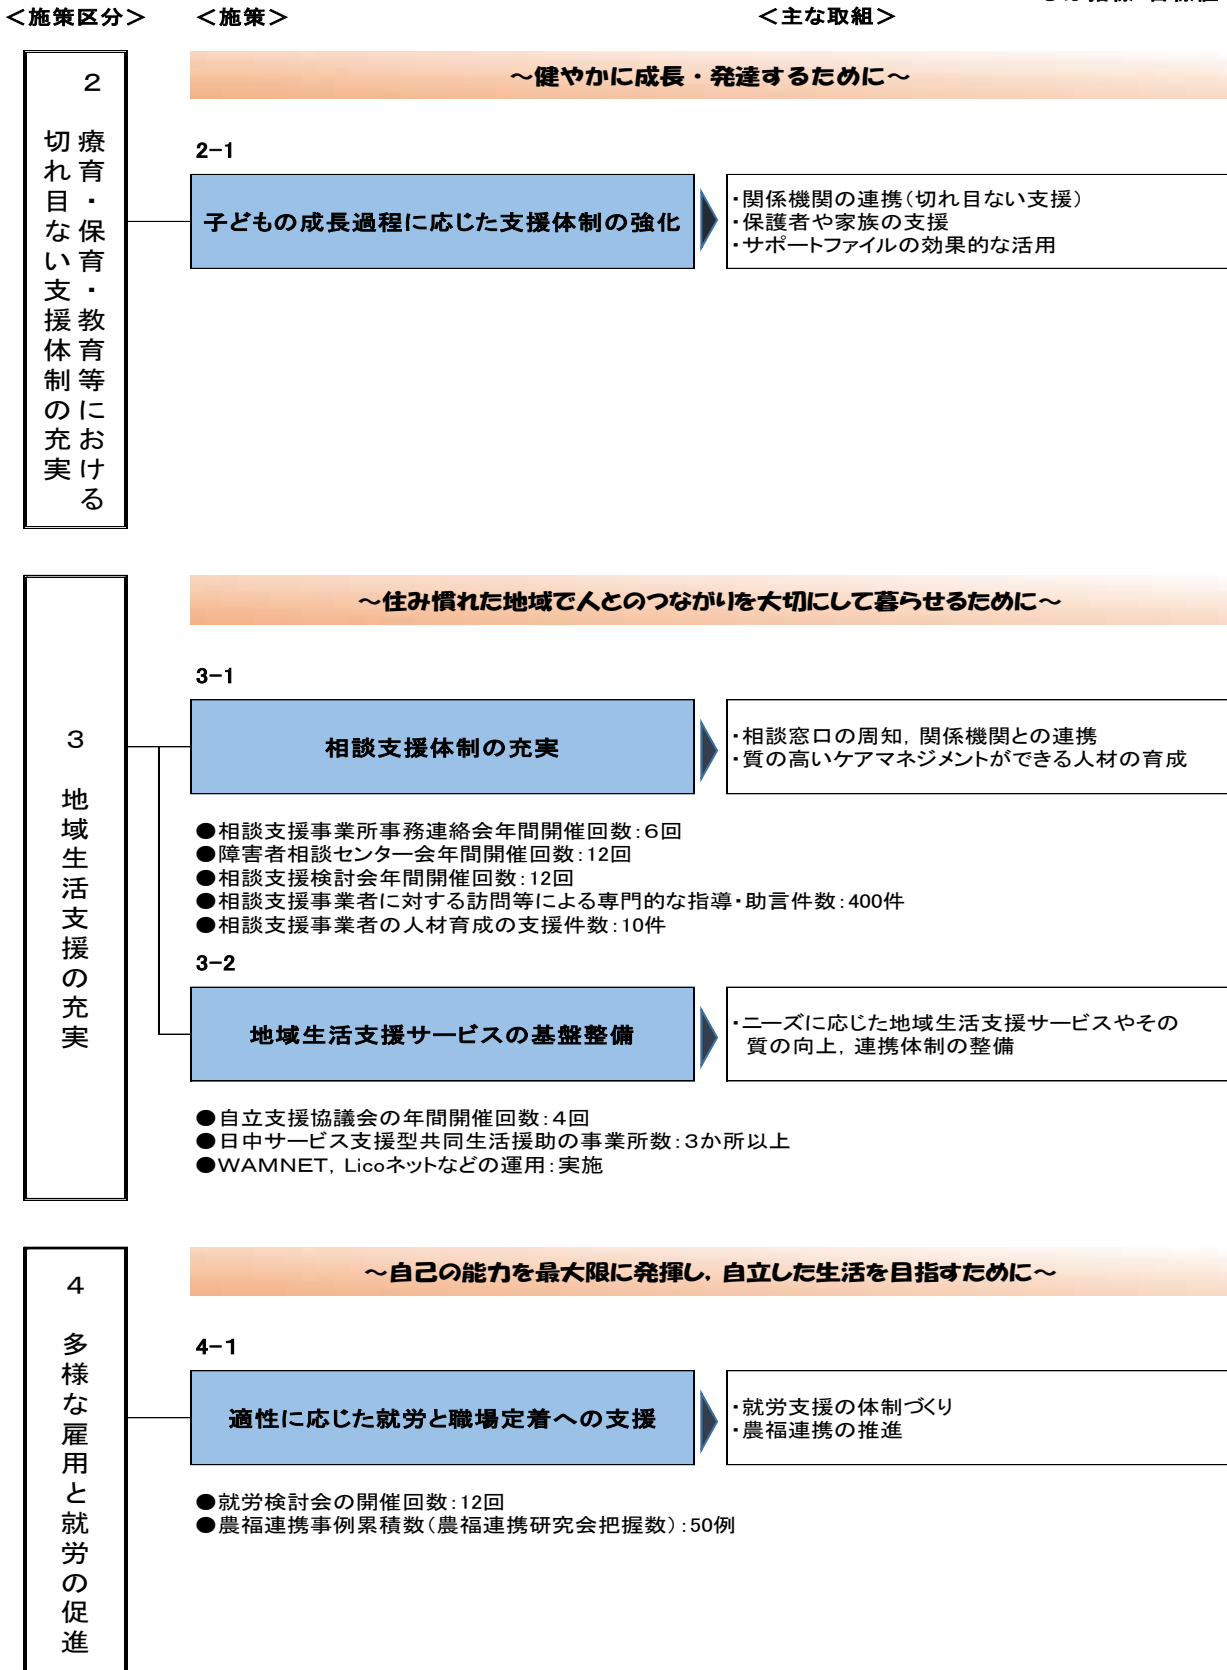 ＜施策区分＞ ＜施策＞ ＜主な取組＞
２ 療育・保育・教育等における
切れ目ない支援体制の充実
～健やかに成長・発達するために～
2-1
子どもの成長過程に応じた支援体制の強化
・関係機関の連携（切れ目ない支援）
・保護者や家族の支援
・サポートファイルの効果的な活用
３ 地域生活支援の充実
～住み慣れた地域で人とのつながりを大切にして暮らせるために～
3-1
相談支援体制の充実
・相談窓口の周知，関係機関との連携
・質の高いケアマネジメントができる人材の育成
●相談支援事業所事務連絡会年間開催回数：６回
●障害者相談センター会年間開催回数：12回
●相談支援検討会年間開催回数：12回
●相談支援事業者に対する訪問等による専門的な指導・助言件数：400件
●相談支援事業者の人材育成の支援件数：10件
3-2
地域生活支援サービスの基盤整備
・ニーズに応じた地域生活支援サービスやその
質の向上，連携体制の整備
●自立支援協議会の年間開催回数：４回
●日中サービス支援型共同生活援助の事業所数：３か所以上
●WAMNET，Licoネットなどの運用：実施
４ 多様な雇用と就労の促進
～自己の能力を最大限に発揮し，自立した生活を目指すために～
4-1
適性に応じた就労と職場定着への支援
・就労支援の体制づくり
・農福連携の推進
●就労検討会の開催回数：12回
●農福連携事例累積数（農福連携研究会把握数）：50例